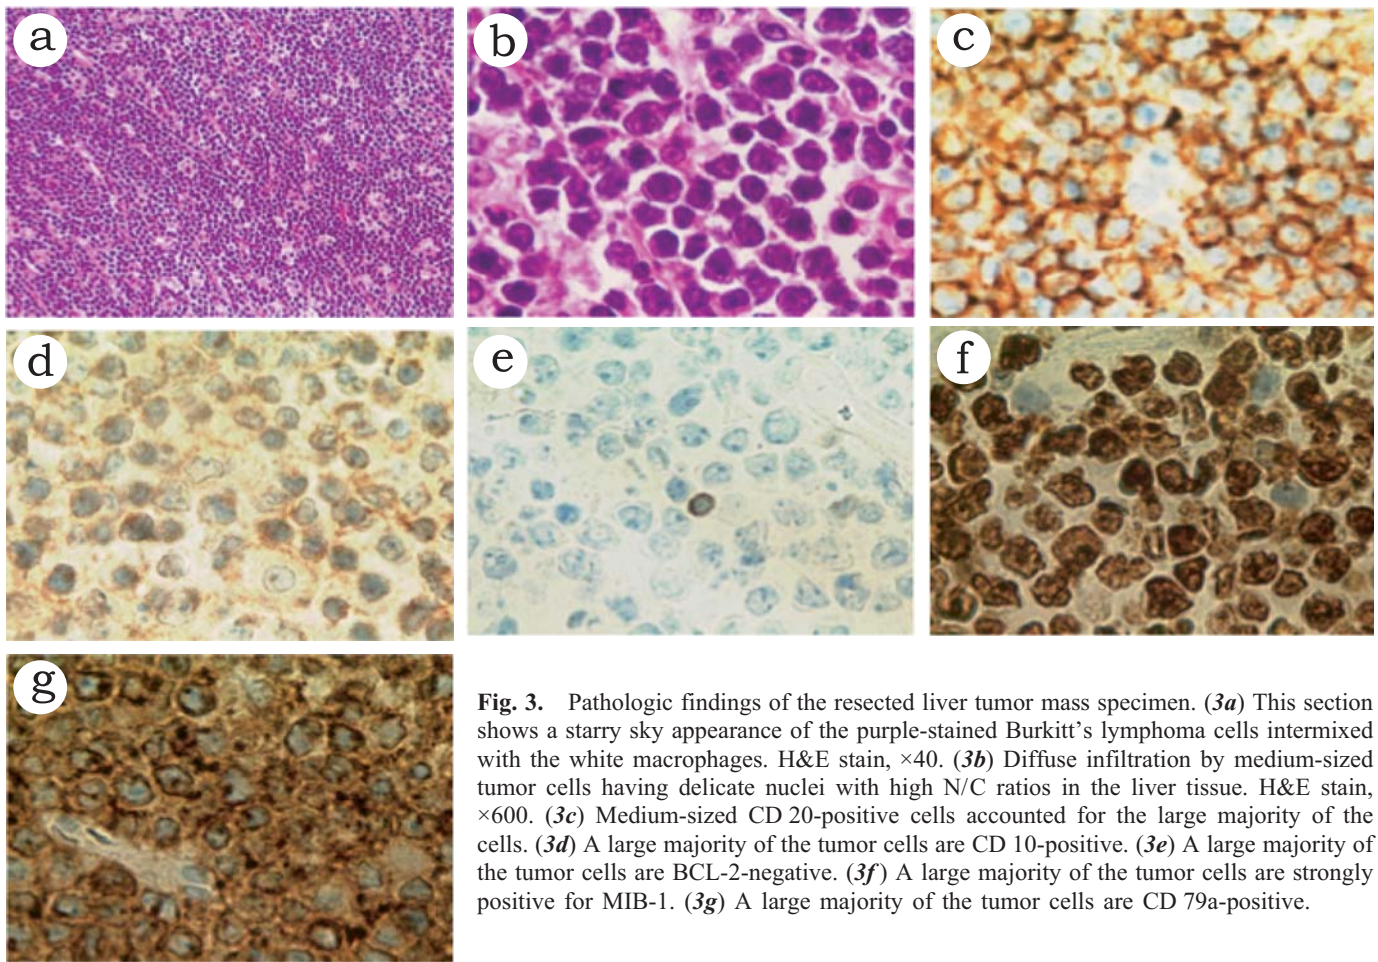 a
b
c
d
e
f
g
Fig. 3. Pathologic findings of the resected liver tumor mass specimen. (3a) This section
shows a starry sky appearance of the purple-stained Burkitt’s lymphoma cells intermixed
with the white macrophages. H&E stain, ×40. (3b) Diffuse infiltration by medium-sized
tumor cells having delicate nuclei with high N/C ratios in the liver tissue. H&E stain,
×600. (3c) Medium-sized CD 20-positive cells accounted for the large majority of the
cells. (3d) A large majority of the tumor cells are CD 10-positive. (3e) A large majority of
the tumor cells are BCL-2-negative. (3f) A large majority of the tumor cells are strongly
positive for MIB-1. (3g) A large majority of the tumor cells are CD 79a-positive.